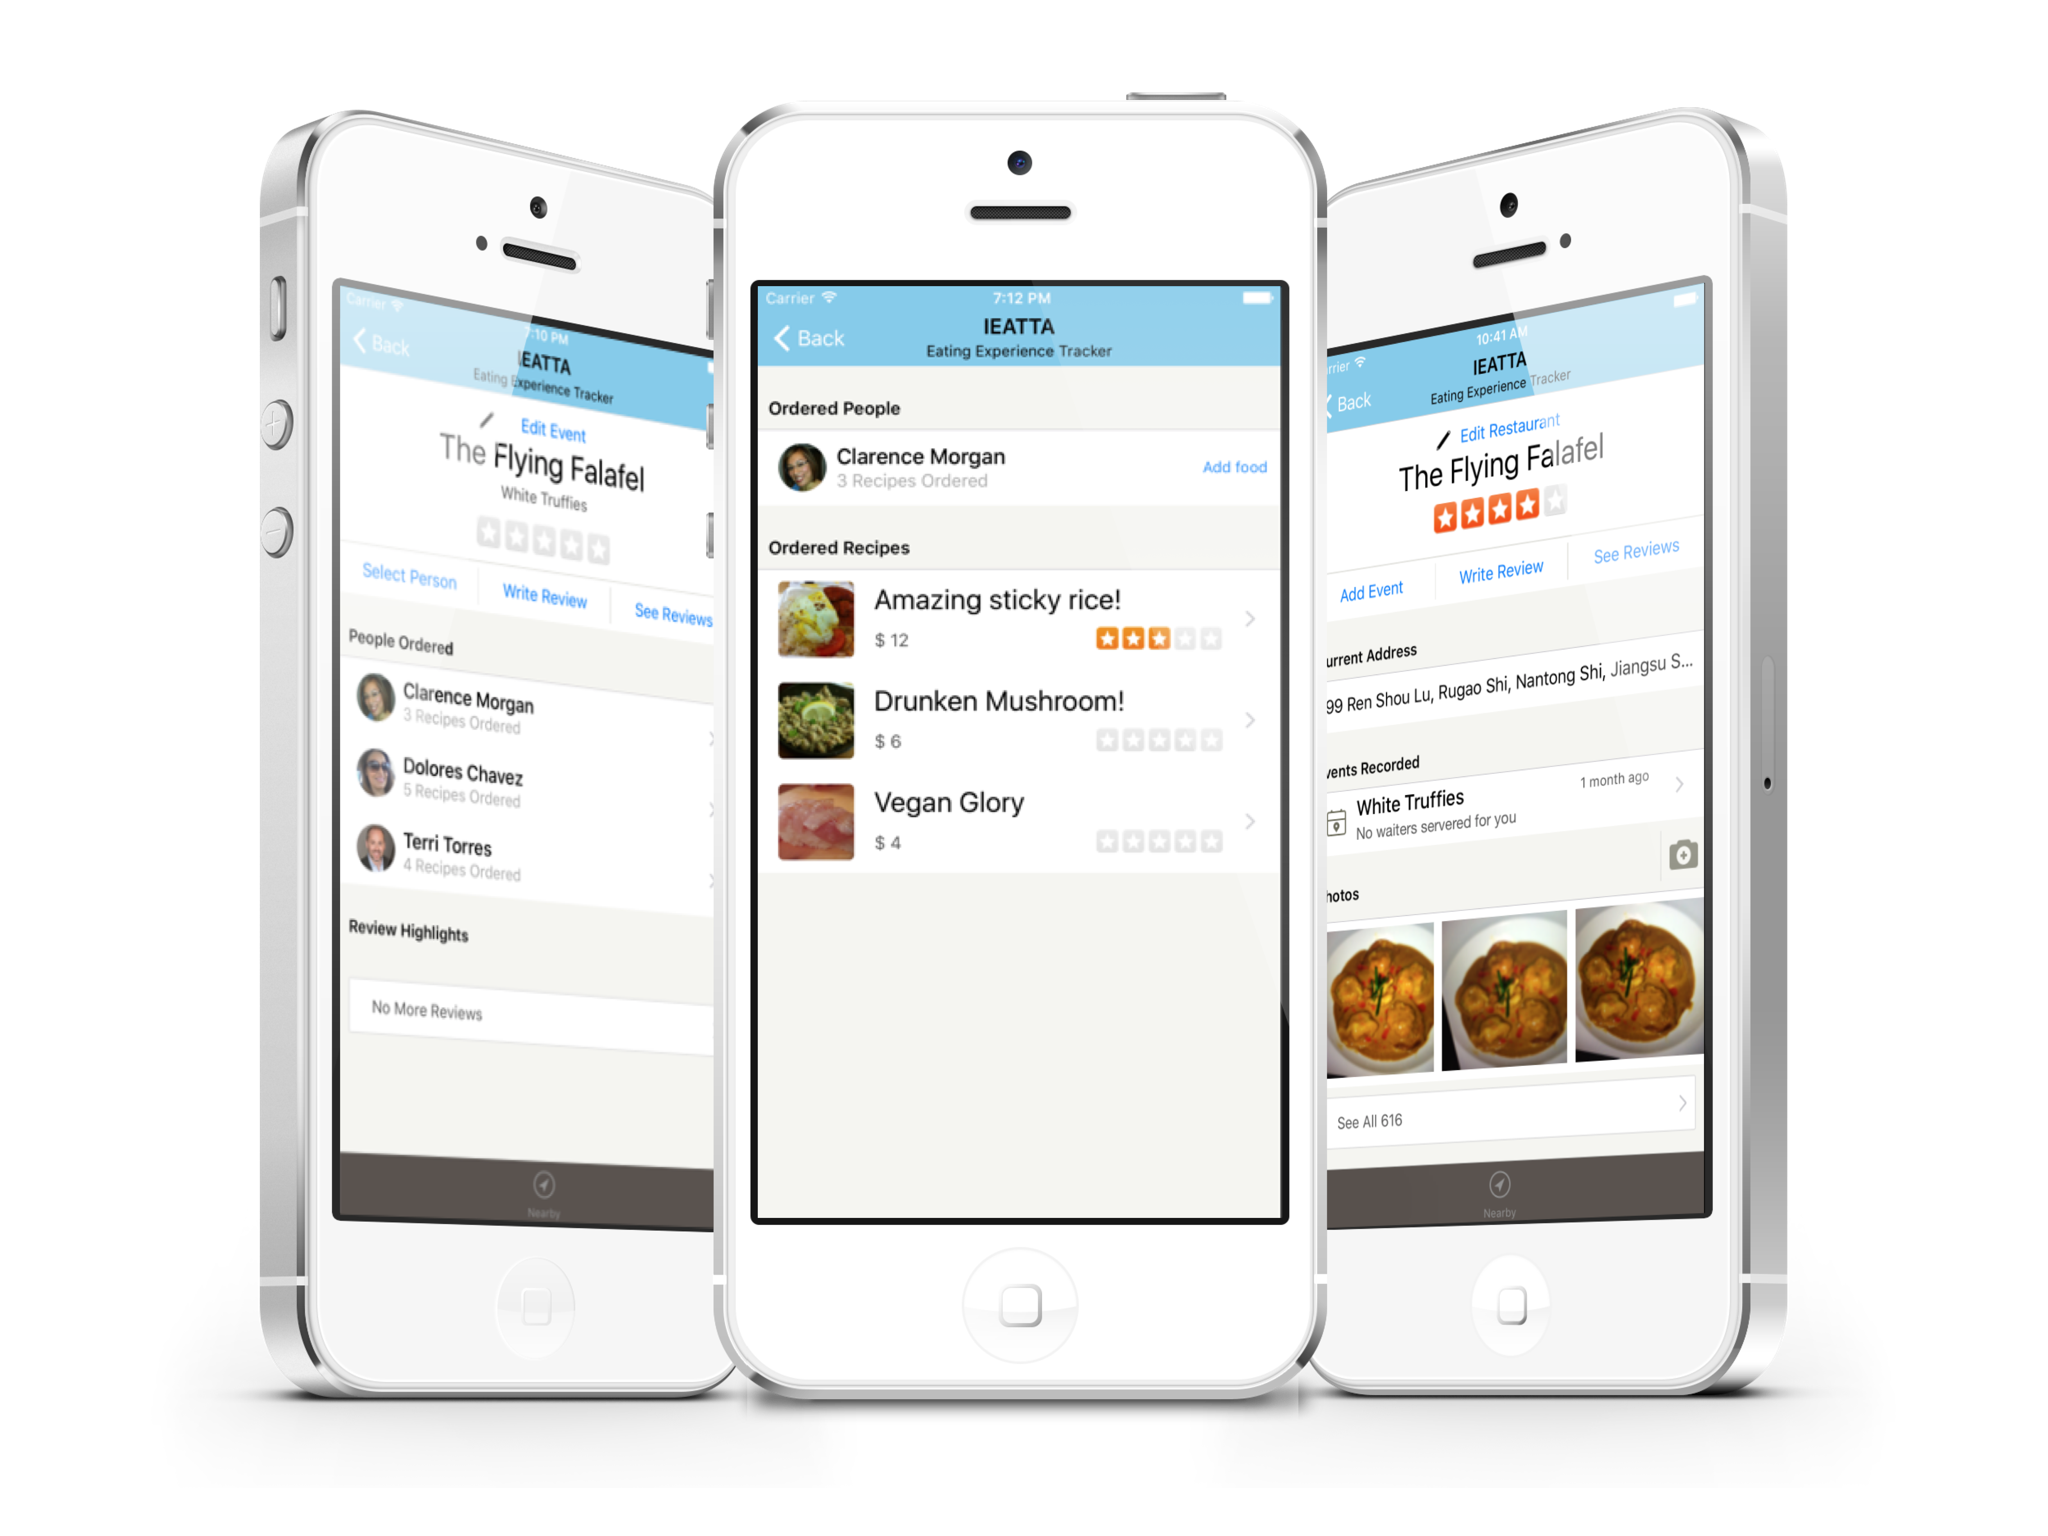 Carrier
7:10 PM
Back
IEATTA
Eating Experience Tracker
Edit Event
The Flying Falafel
White Truffies
Select Person
Write Review
See Reviews
People Ordered
Clarence Morgan
3 Recipes Ordered
Dolores Chavez
5 Recipes Ordered
Terri Torres
4 Recipes Ordered
Review Highlights
No More Reviews
Nearby
Carrier
7:12 PM
Back
IEATTA
Eating Experience Tracker
Ordered People
Clarence Morgan
3 Recipes Ordered
Add food
Ordered Recipes
Amazing sticky rice!
$ 12
Drunken Mushroom!
$ 6
Vegan Glory
$ 4
rrier
10:41 AM
Back
IEATTA
Eating Experience Tracker
Edit Restaurant
The Flying Falafel
Add Event
Write Review
See Reviews
urrent Address
99 Ren Shou Lu, Rugao Shi, Nantong Shi, Jiangsu S...
vents Recorded
White Truffies
1 month ago
No waiters servered for you
hotos
See All 616
Nearby